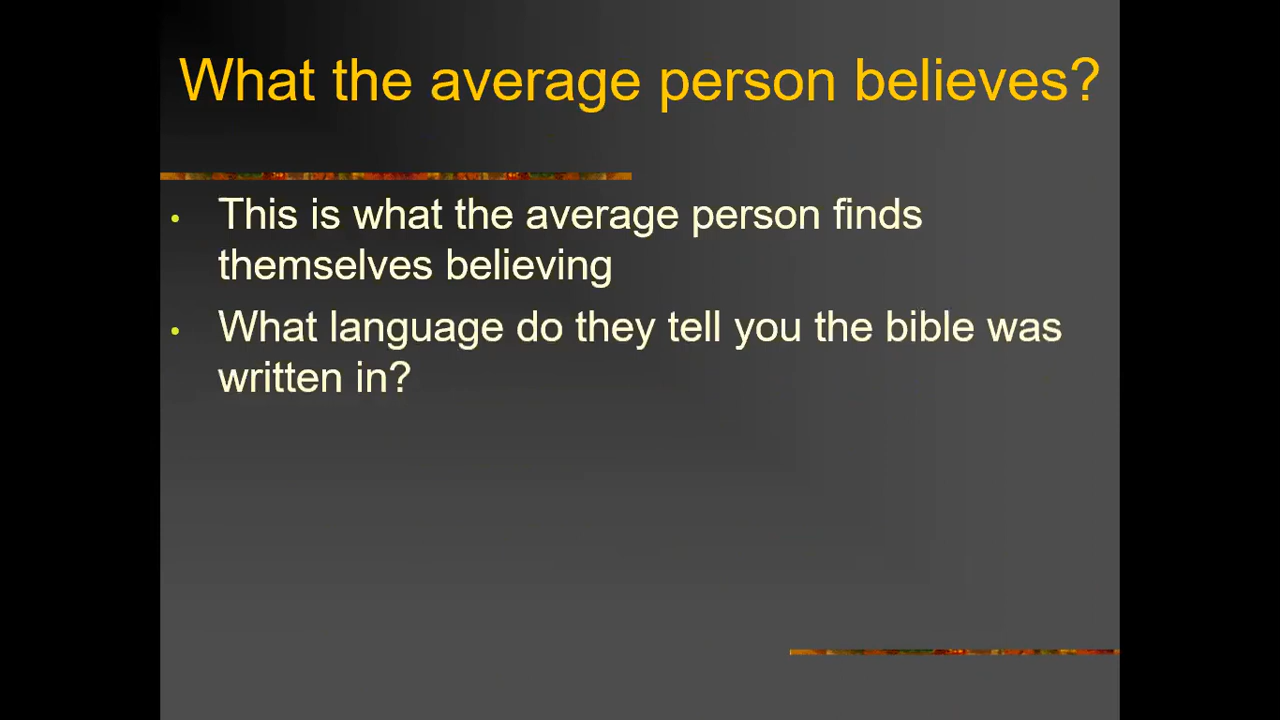 What the average person believes?
• This is what the average person finds
themselves believing
• What language do they tell you the bible was
written in?